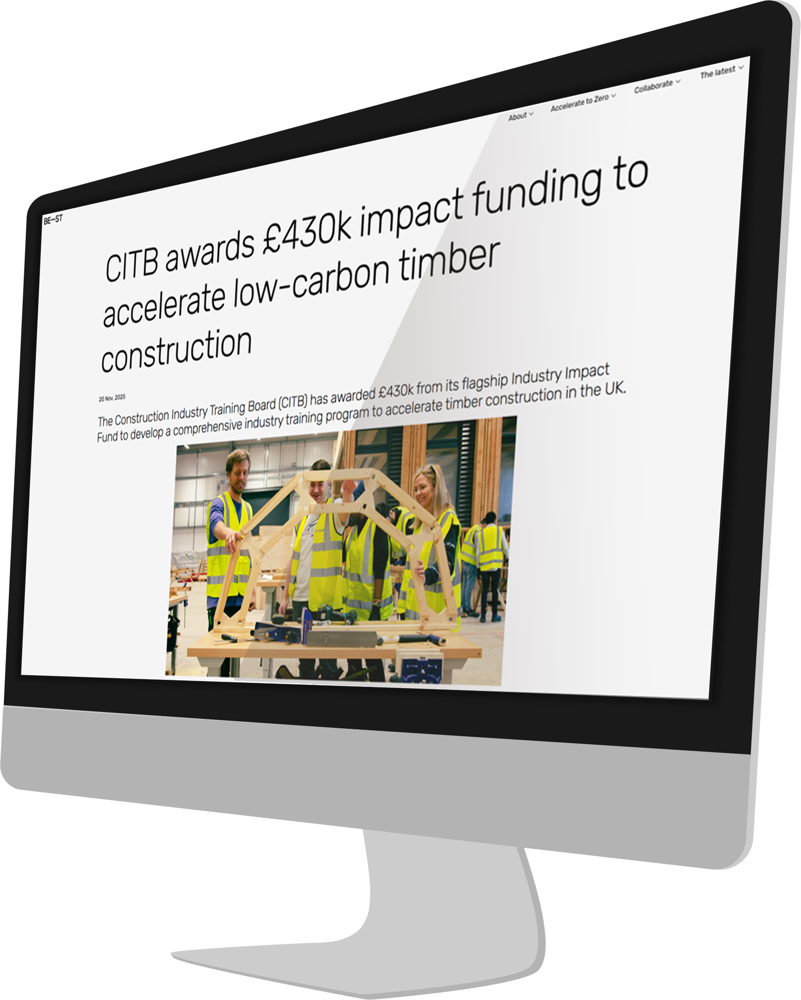 BE—ST
About
Accelerate to Zero
Collaborate
The latest
CITB awards £430k impact funding to
accelerate low-carbon timber
construction
20 Nov, 2025
The Construction Industry Training Board (CITB) has awarded £430k from its flagship Industry Impact
Fund to develop a comprehensive industry training program to accelerate timber construction in the UK.